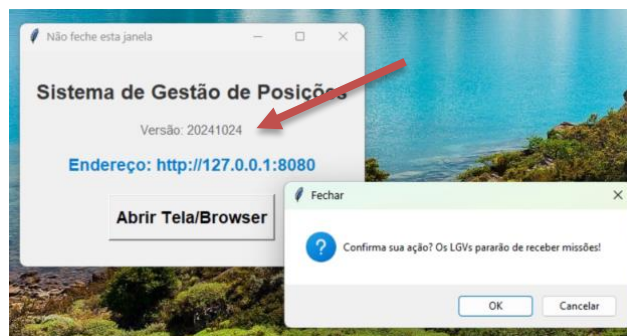 Não feche esta janela
Sistema de Gestão de Posições
Versão: 20241024
Endereço: http://127.0.0.1:8080
Abrir Tela/Browser
Fechar
Confirma sua ação? Os LGVs pararão de receber missões!
OK
Cancelar